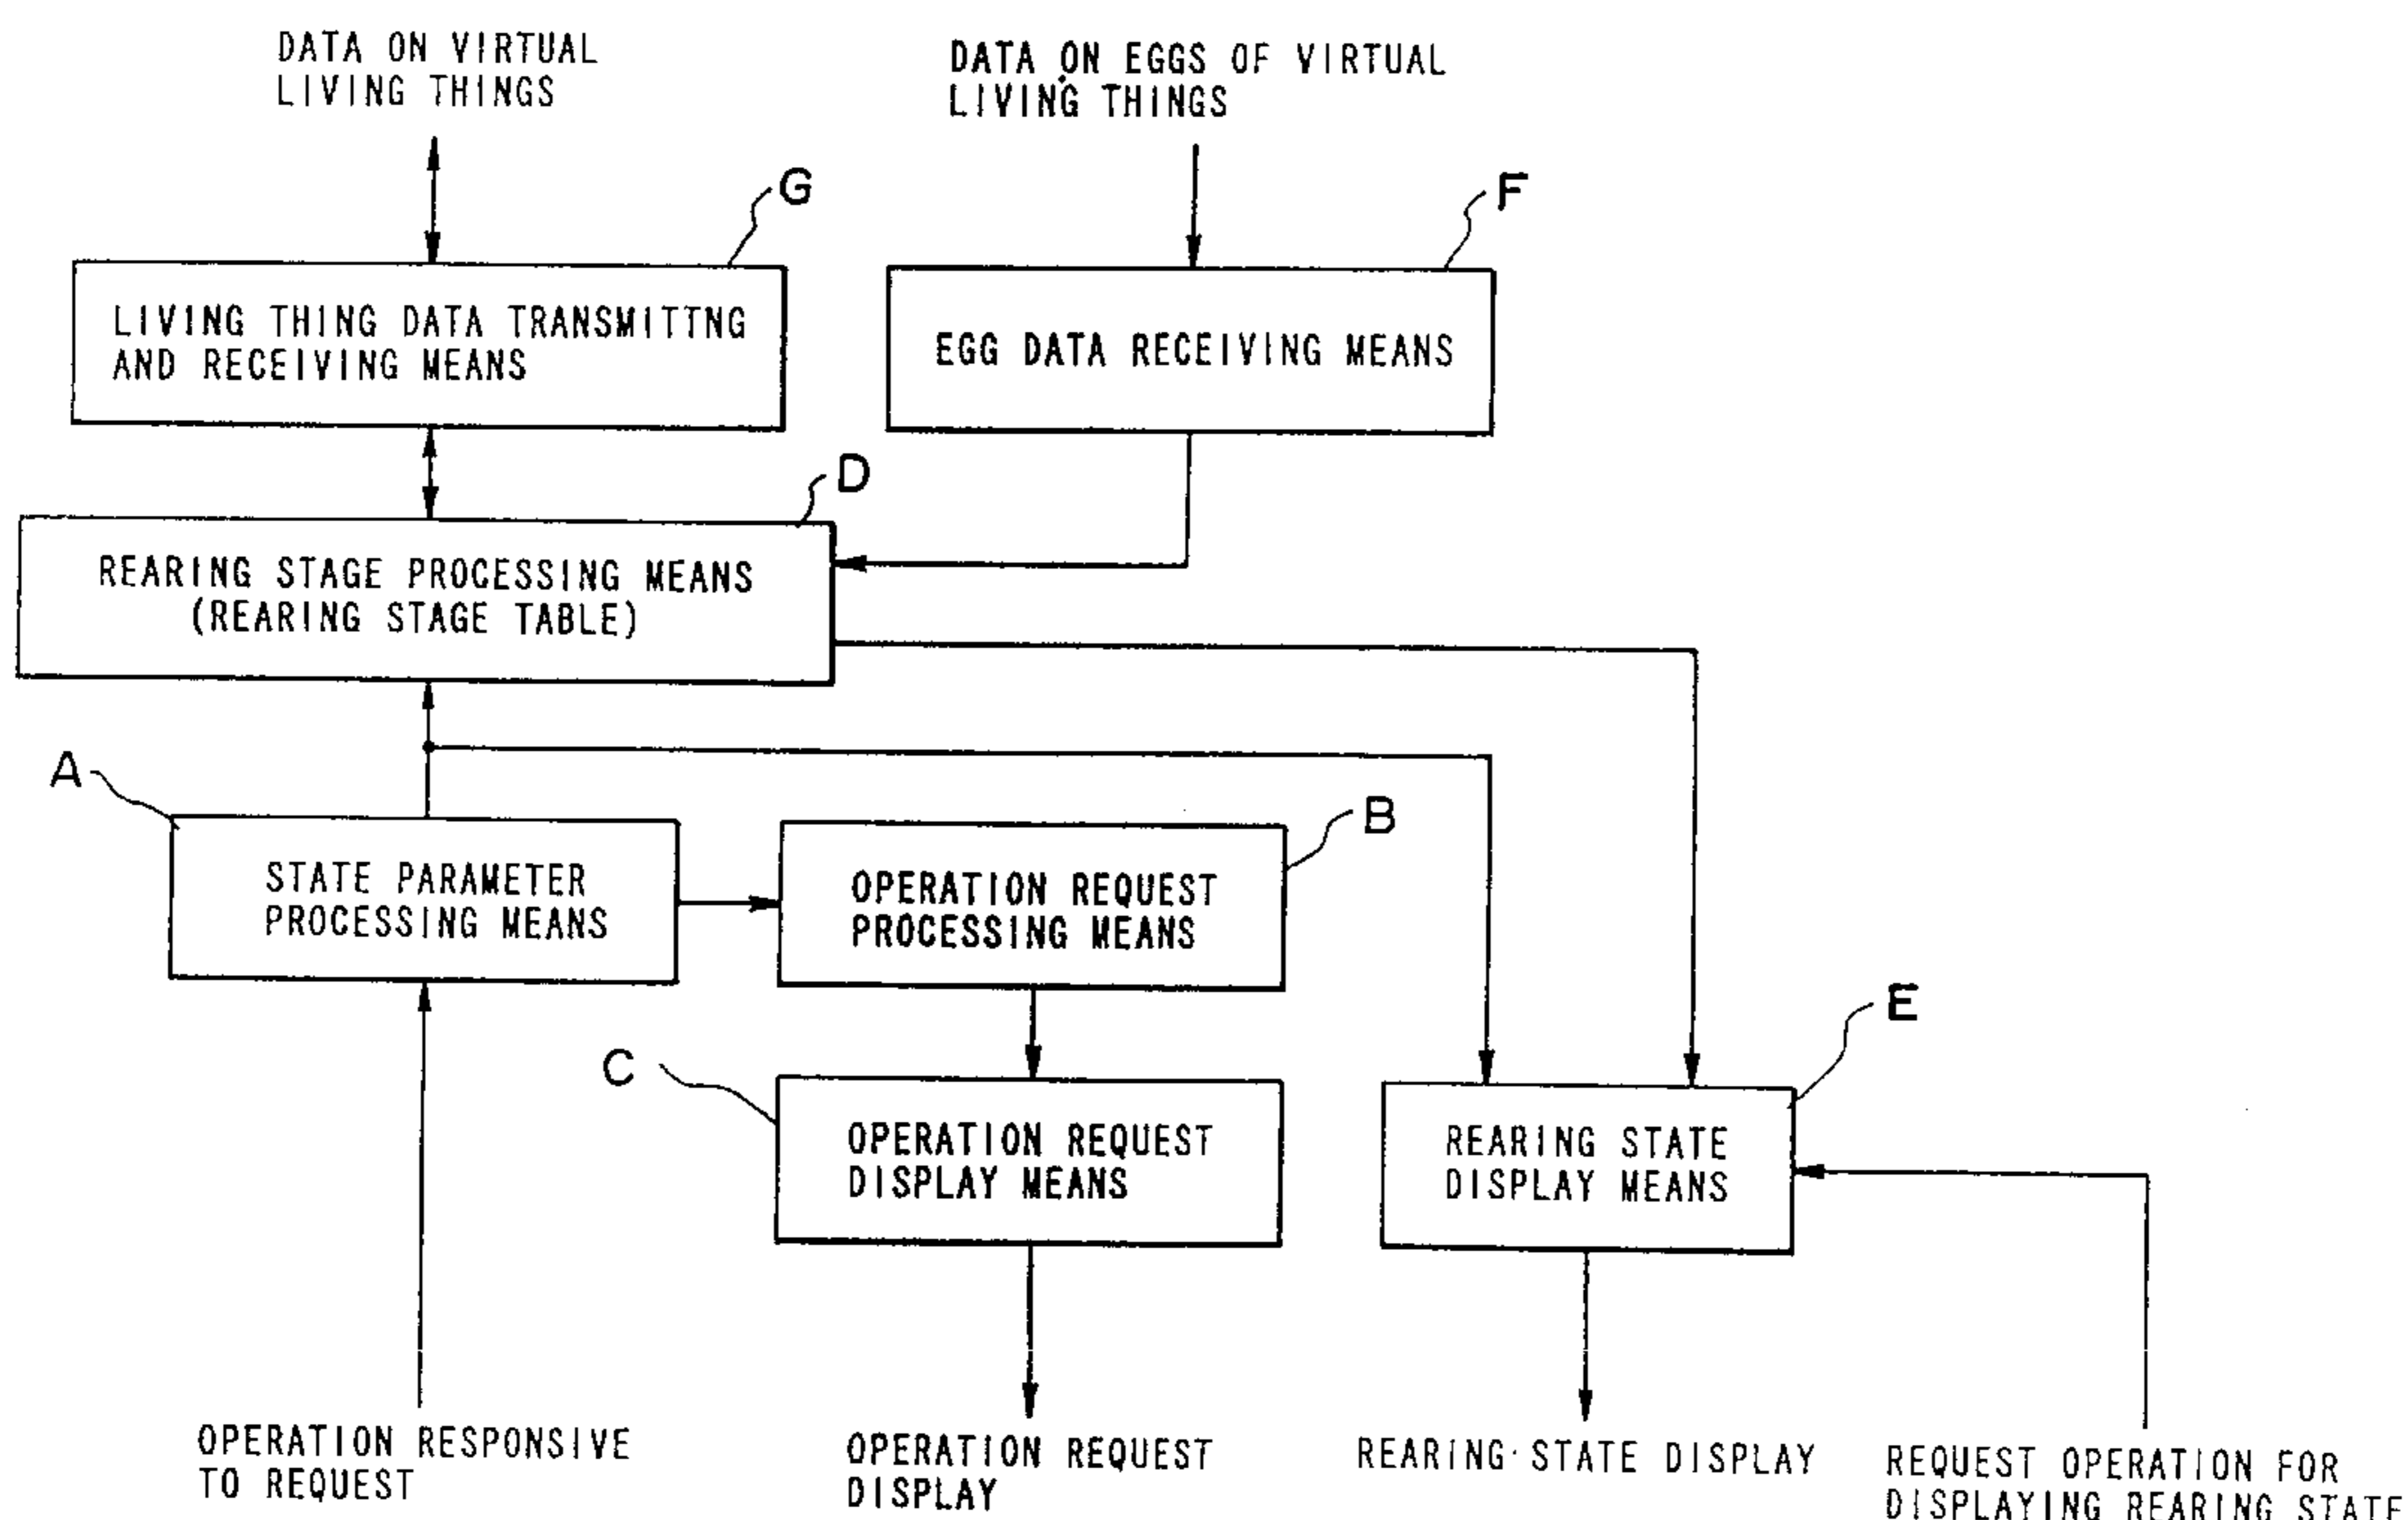 DATA ON VIRTUAL
LIVING THINGS
DATA ON EGGS OF VIRTUAL
LIVING THINGS
G
F
LIVING THING DATA TRANSMITTNG
AND RECEIVING MEANS
EGG DATA RECEIVING MEANS
D
REARING STAGE PROCESSING MEANS
(REARING STAGE TABLE)
A
B
STATE PARAMETER
PROCESSING MEANS
OPERATION REQUEST
PROCESSING MEANS
E
C
OPERATION REQUEST
DISPLAY MEANS
REARING STATE
DISPLAY MEANS
OPERATION RESPONSIVE
TO REQUEST
OPERATION REQUEST
DISPLAY
REARING STATE DISPLAY
REQUEST OPERATION FOR
DISPLAYING REARING STATE